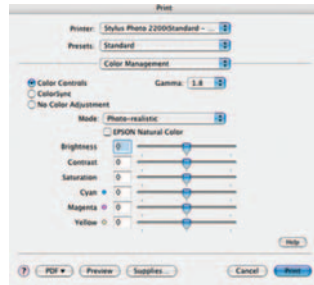 Print
Printer: Stylus Photo 2200(Standard - ...
Presets: Standard
Color Management
Color Controls Gamma: 1.8
ColorSync
No Color Adjustment
Mode: Photo-realistic
EPSON Natural Color
Brightness 0
Contrast 0
Saturation 0
Cyan 0
Magenta 0
Yellow 0
Help
? PDF Preview Supplies... Cancel Print